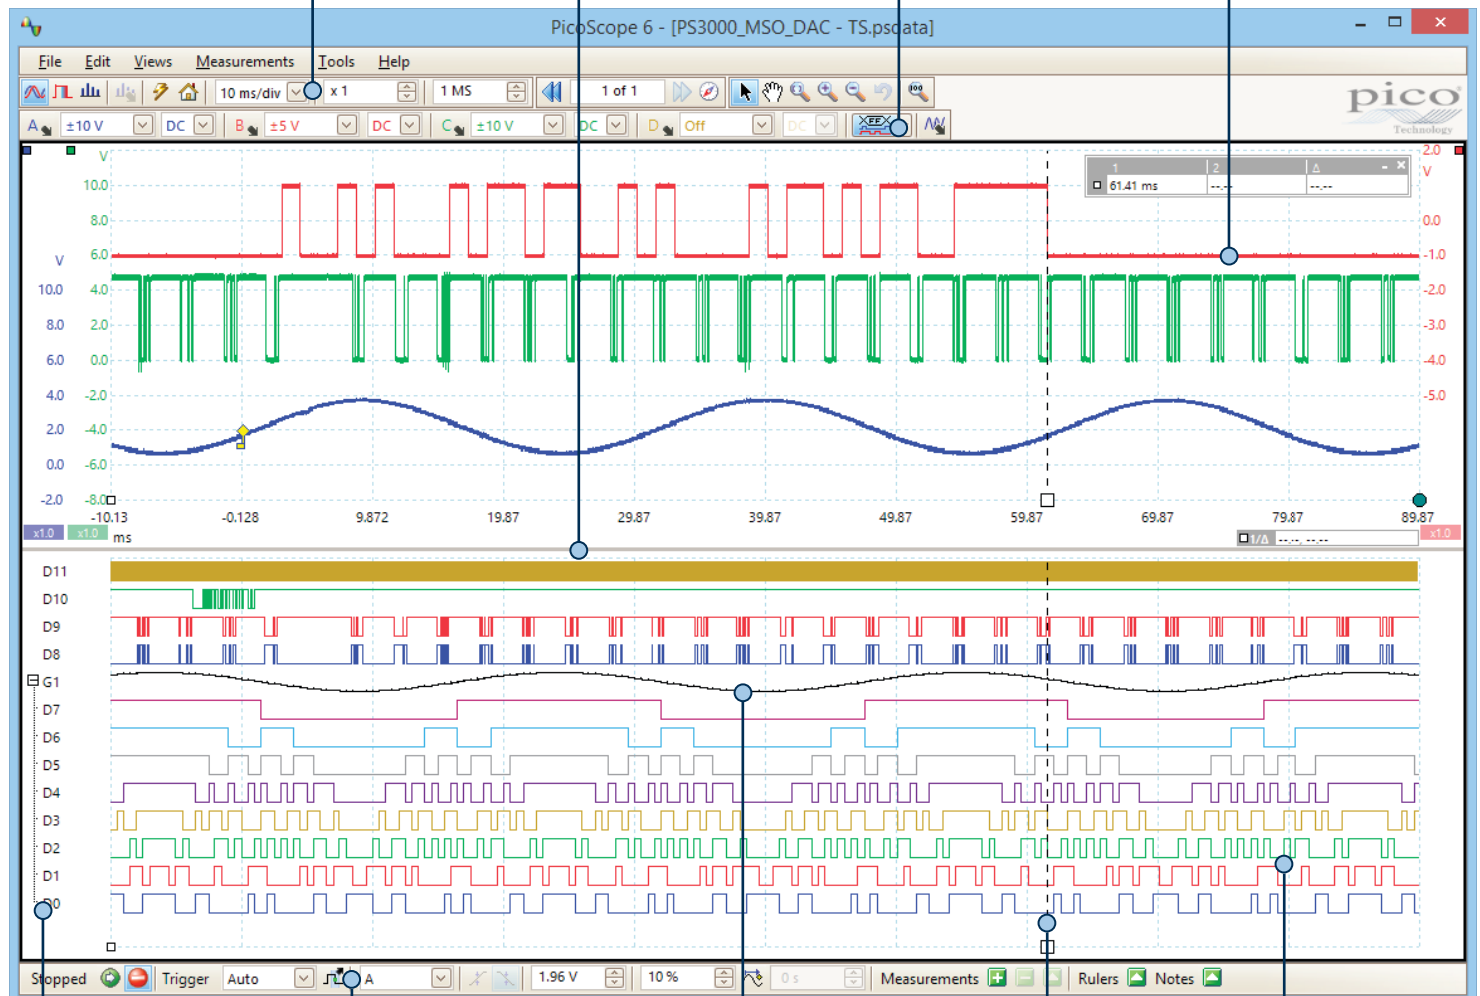 PicoScope 6 - [PS3000_MSO_DAC - TS.psdata]
File Edit Views Measurements Tools Help
10 ms/div x 1 1 MS 1 of 1
pico
Technology
A ±10 V DC B ±5 V DC C ±10 V DC D Off DC
V 2.0
V
1 2 Δ
61.41 ms --.-- --.--
10.0
8.0 0.0
6.0 -1.0
V
10.0 4.0 -2.0
8.0 2.0 -3.0
6.0 0.0 -4.0
4.0 -2.0 -5.0
2.0 -4.0
0.0 -6.0
-2.0 -8.0
-10.13 -0.128 9.872 19.87 29.87 39.87 49.87 59.87 69.87 79.87 89.87
x1.0 x1.0 ms 1/Δ --.--, --.-- x1.0
D11
D10
D9
D8
G1
D7
D6
D5
D4
D3
D2
D1
D0
Stopped Trigger Auto A 1.96 V 10 % 0 s Measurements Rulers Notes